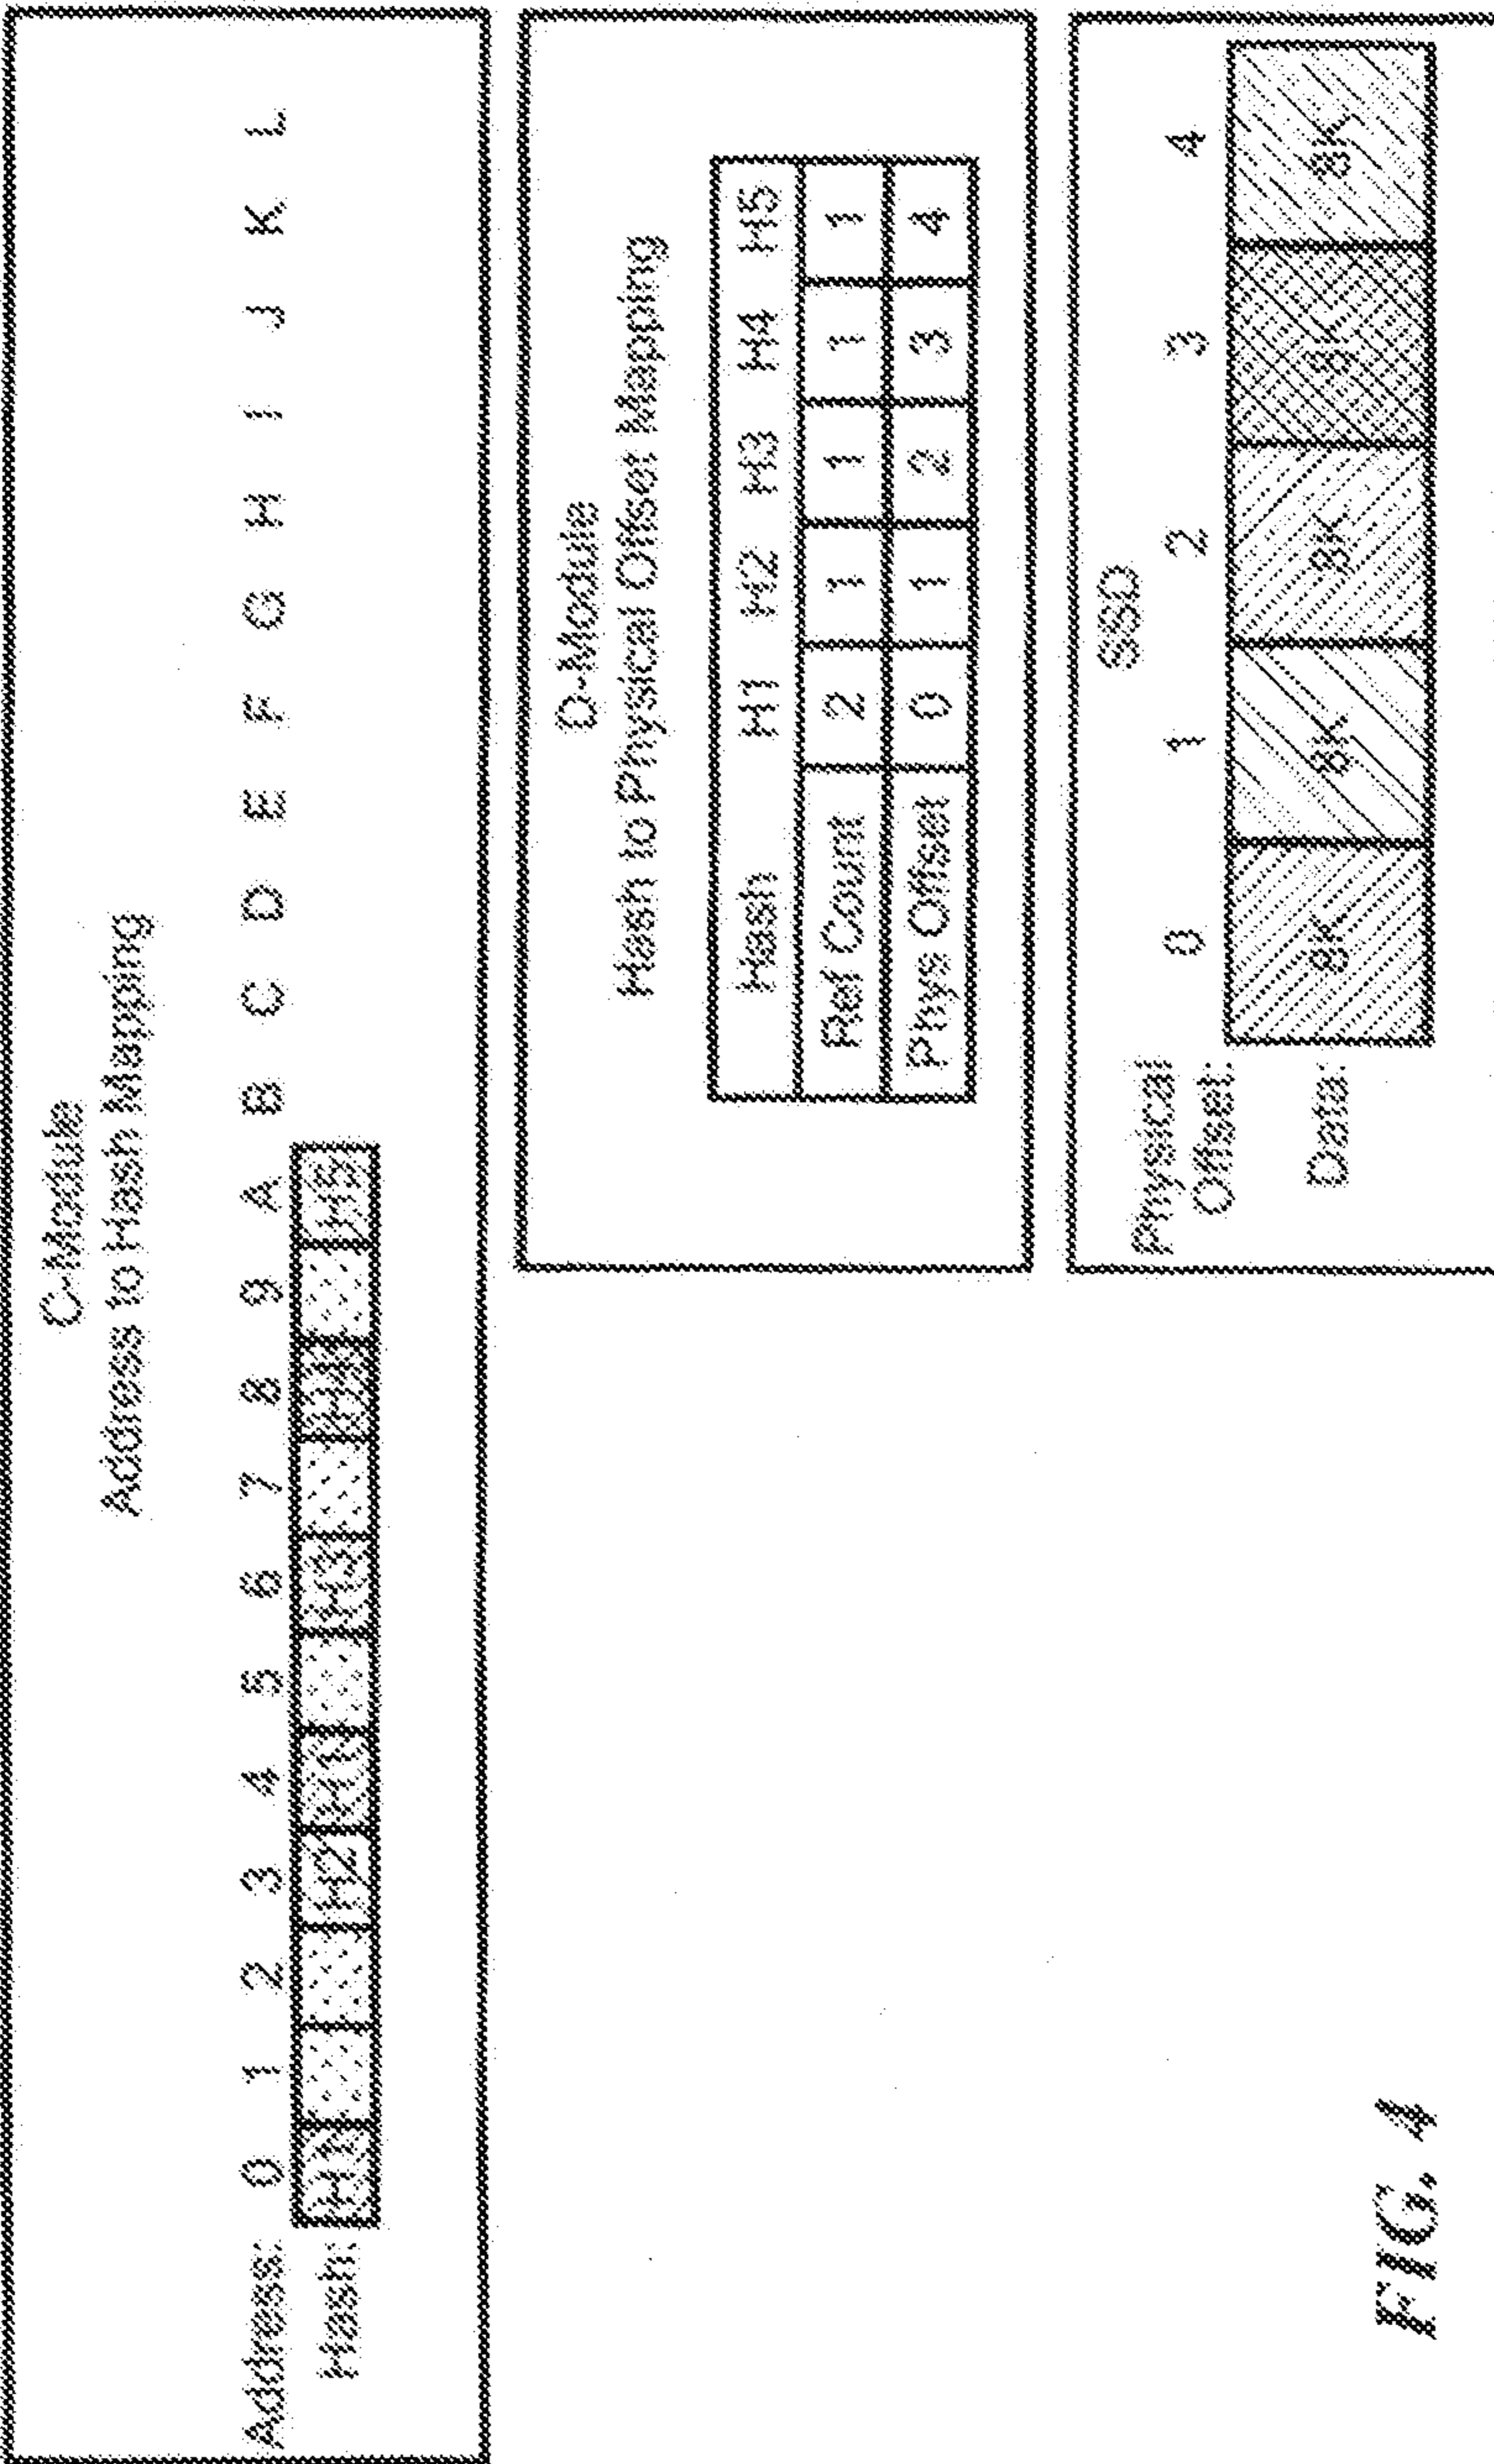 C-Module
Address to Hash Mapping
Address: 0 1 2 3 4 5 6 7 8 9 A B C D E F G H I J K L
Hash: H1 H2 H1 H3 H4 H5
D-Module
Hash to Physical Offset Mapping
Hash H1 H2 H3 H4 H5
Ref Count 2 1 1 1 1
Phys Offset 0 1 2 3 4
SSD
Physical
Offset: 0 1 2 3 4
Data: 8K 8K 8K 8K 8K
FIG. 4